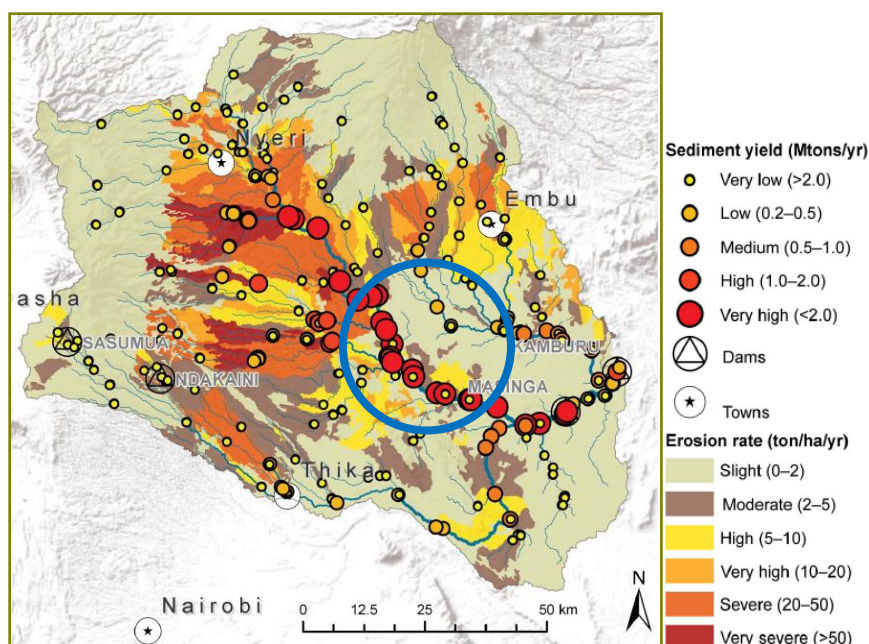 Nyeri
Embu
asha
SASUMUA
NDAKAINI
KAMBURU
MASINGA
Thika
Nairobi
0 12.5 25 50 km
N
Sediment yield (Mtons/yr)
Very low (>2.0)
Low (0.2–0.5)
Medium (0.5–1.0)
High (1.0–2.0)
Very high (<2.0)
Dams
Towns
Erosion rate (ton/ha/yr)
Slight (0–2)
Moderate (2–5)
High (5–10)
Very high (10–20)
Severe (20–50)
Very severe (>50)